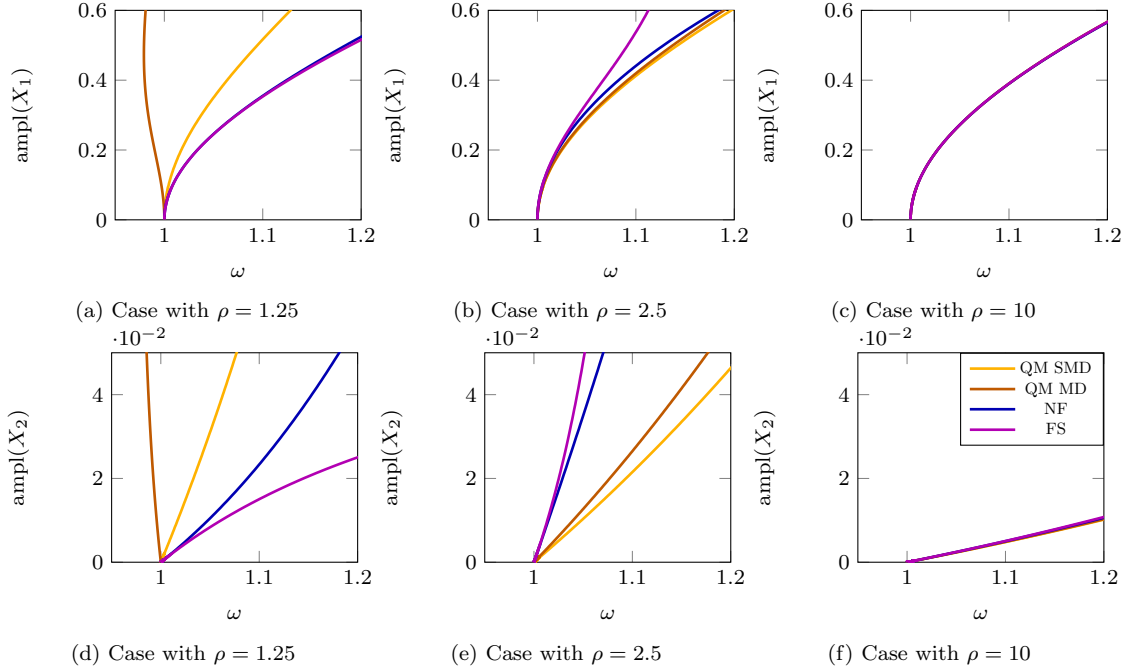 0.6
0.4
0.2
0
ampl(X₁)
1
1.1
1.2
ω
(a) Case with ρ = 1.25
0.6
0.4
0.2
0
ampl(X₁)
1
1.1
1.2
ω
(b) Case with ρ = 2.5
0.6
0.4
0.2
0
ampl(X₁)
1
1.1
1.2
ω
(c) Case with ρ = 10
·10⁻²
4
2
0
ampl(X₂)
1
1.1
1.2
ω
(d) Case with ρ = 1.25
·10⁻²
4
2
0
ampl(X₂)
1
1.1
1.2
ω
(e) Case with ρ = 2.5
·10⁻²
4
2
0
ampl(X₂)
QM SMD
QM MD
NF
FS
1
1.1
1.2
ω
(f) Case with ρ = 10